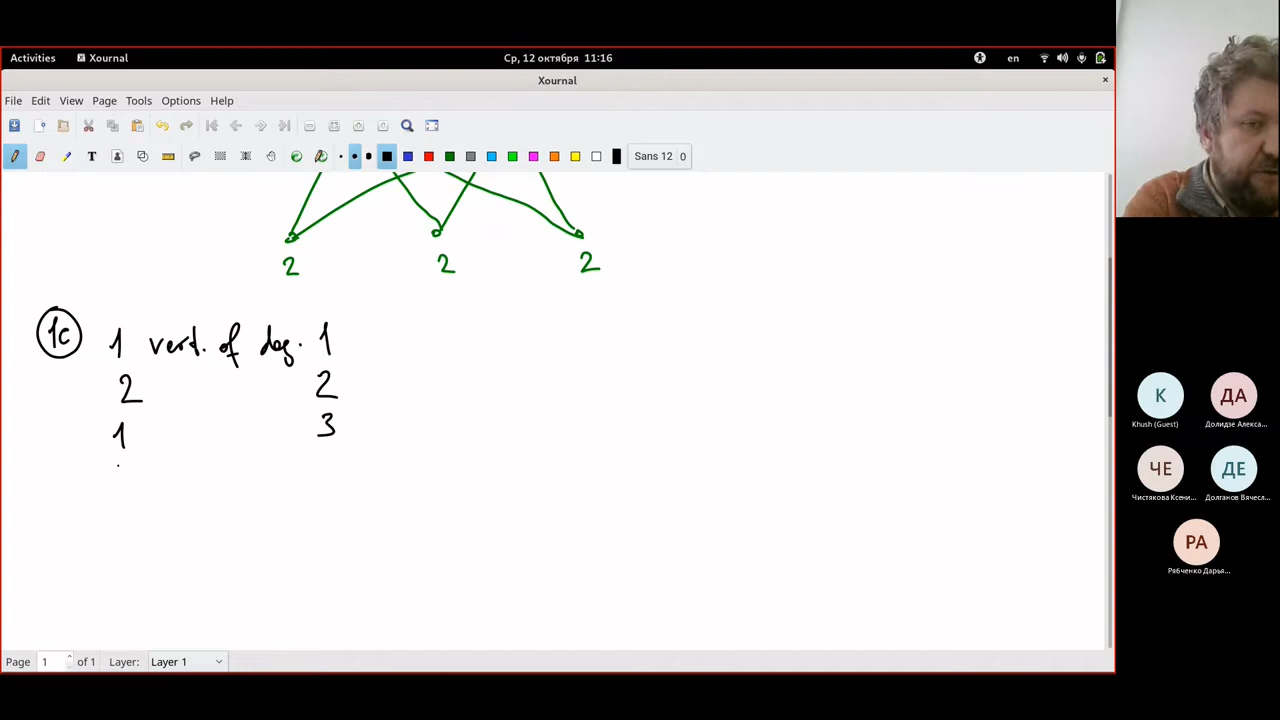 Activities Xournal Ср, 12 октября 11:16 en
Xournal
File Edit View Page Tools Options Help
Sans 12 0
2 2 2
1c 1 vert. of deg. 1
2 2
1 3
К ДА
Khush (Guest) Долидзе Алекса...
ЧЕ ДЕ
Чистякова Ксени... Долганов Вячесл...
РА
Рябченко Дарья...
Page 1 of 1 Layer: Layer 1